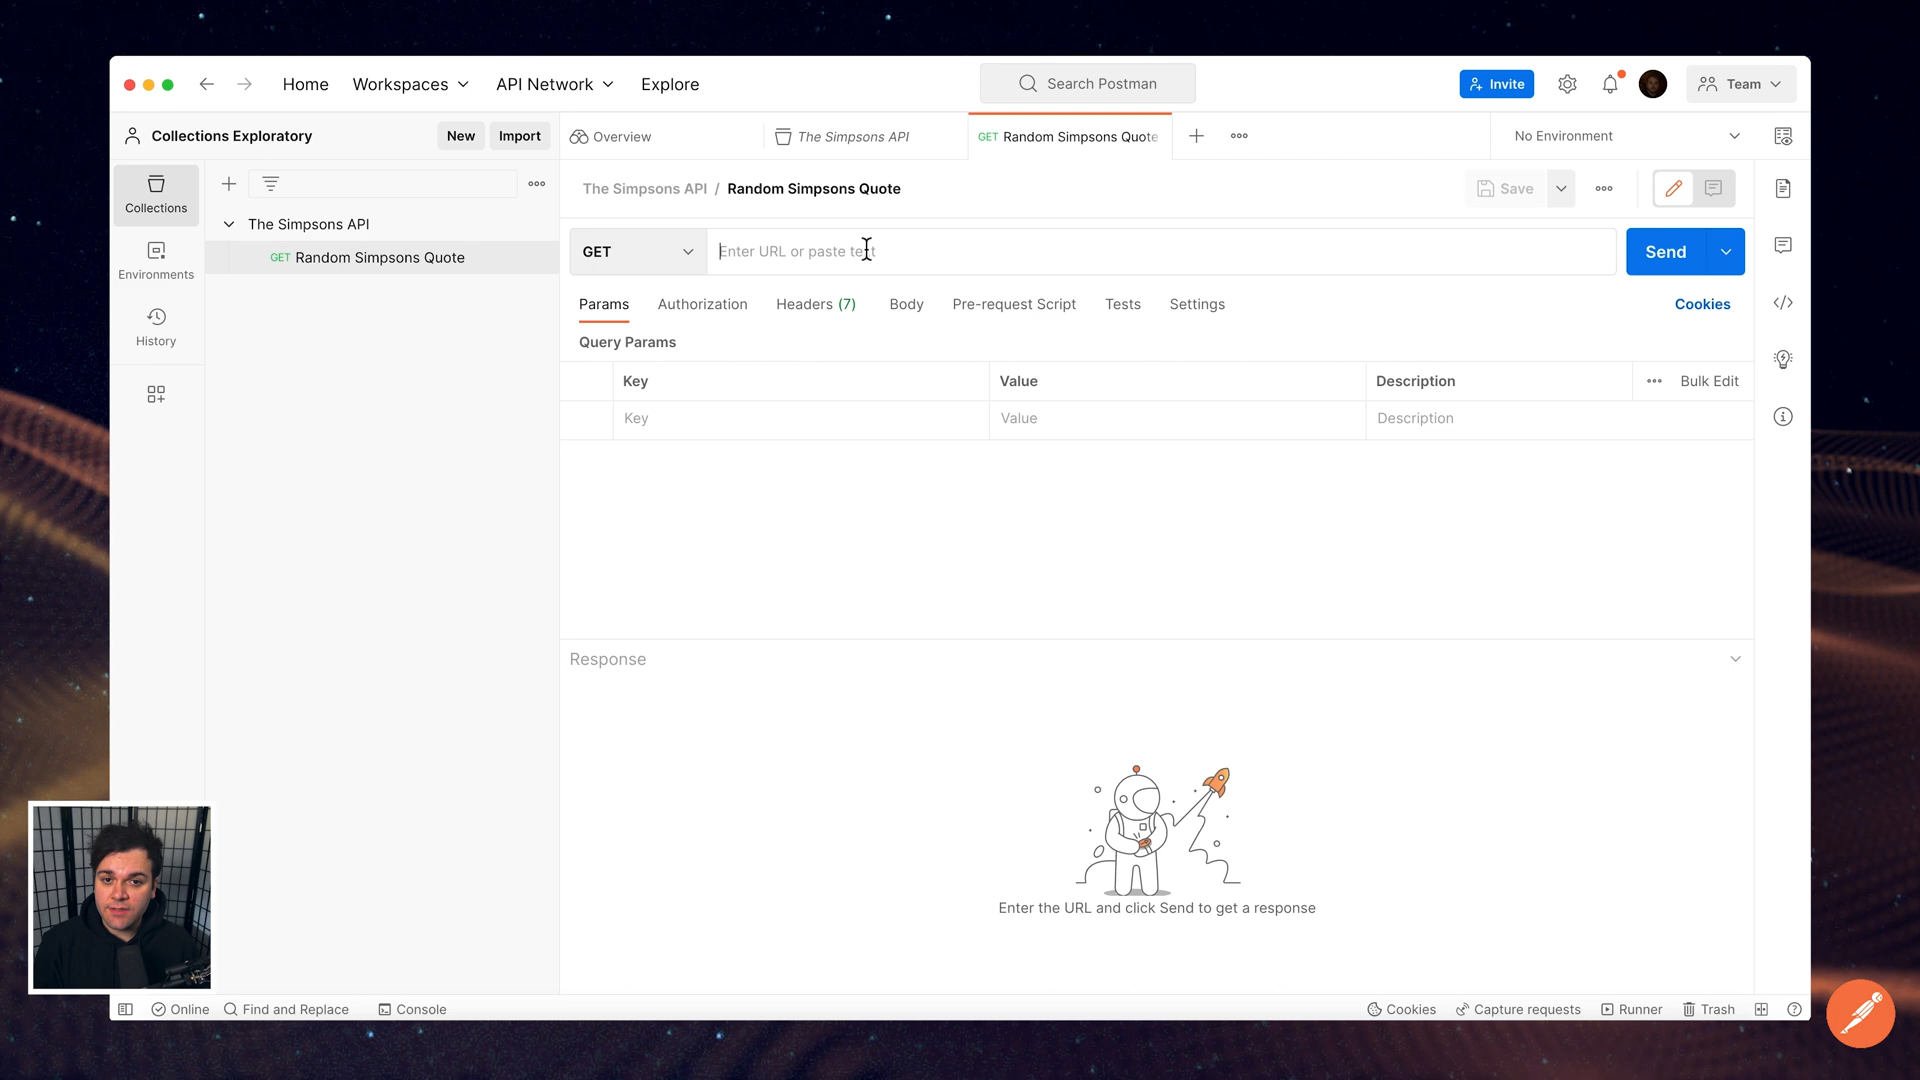 Home
Workspaces
API Network
Explore
Search Postman
Invite
Team
Collections Exploratory
New
Import
Overview
The Simpsons API
GET Random Simpsons Quote
No Environment
Collections
Environments
History
The Simpsons API
GET Random Simpsons Quote
The Simpsons API / Random Simpsons Quote
Save
GET
Enter URL or paste text
Send
Params
Authorization
Headers (7)
Body
Pre-request Script
Tests
Settings
Cookies
Query Params
Key
Value
Description
Bulk Edit
Key
Value
Description
Response
Enter the URL and click Send to get a response
Online
Find and Replace
Console
Cookies
Capture requests
Runner
Trash